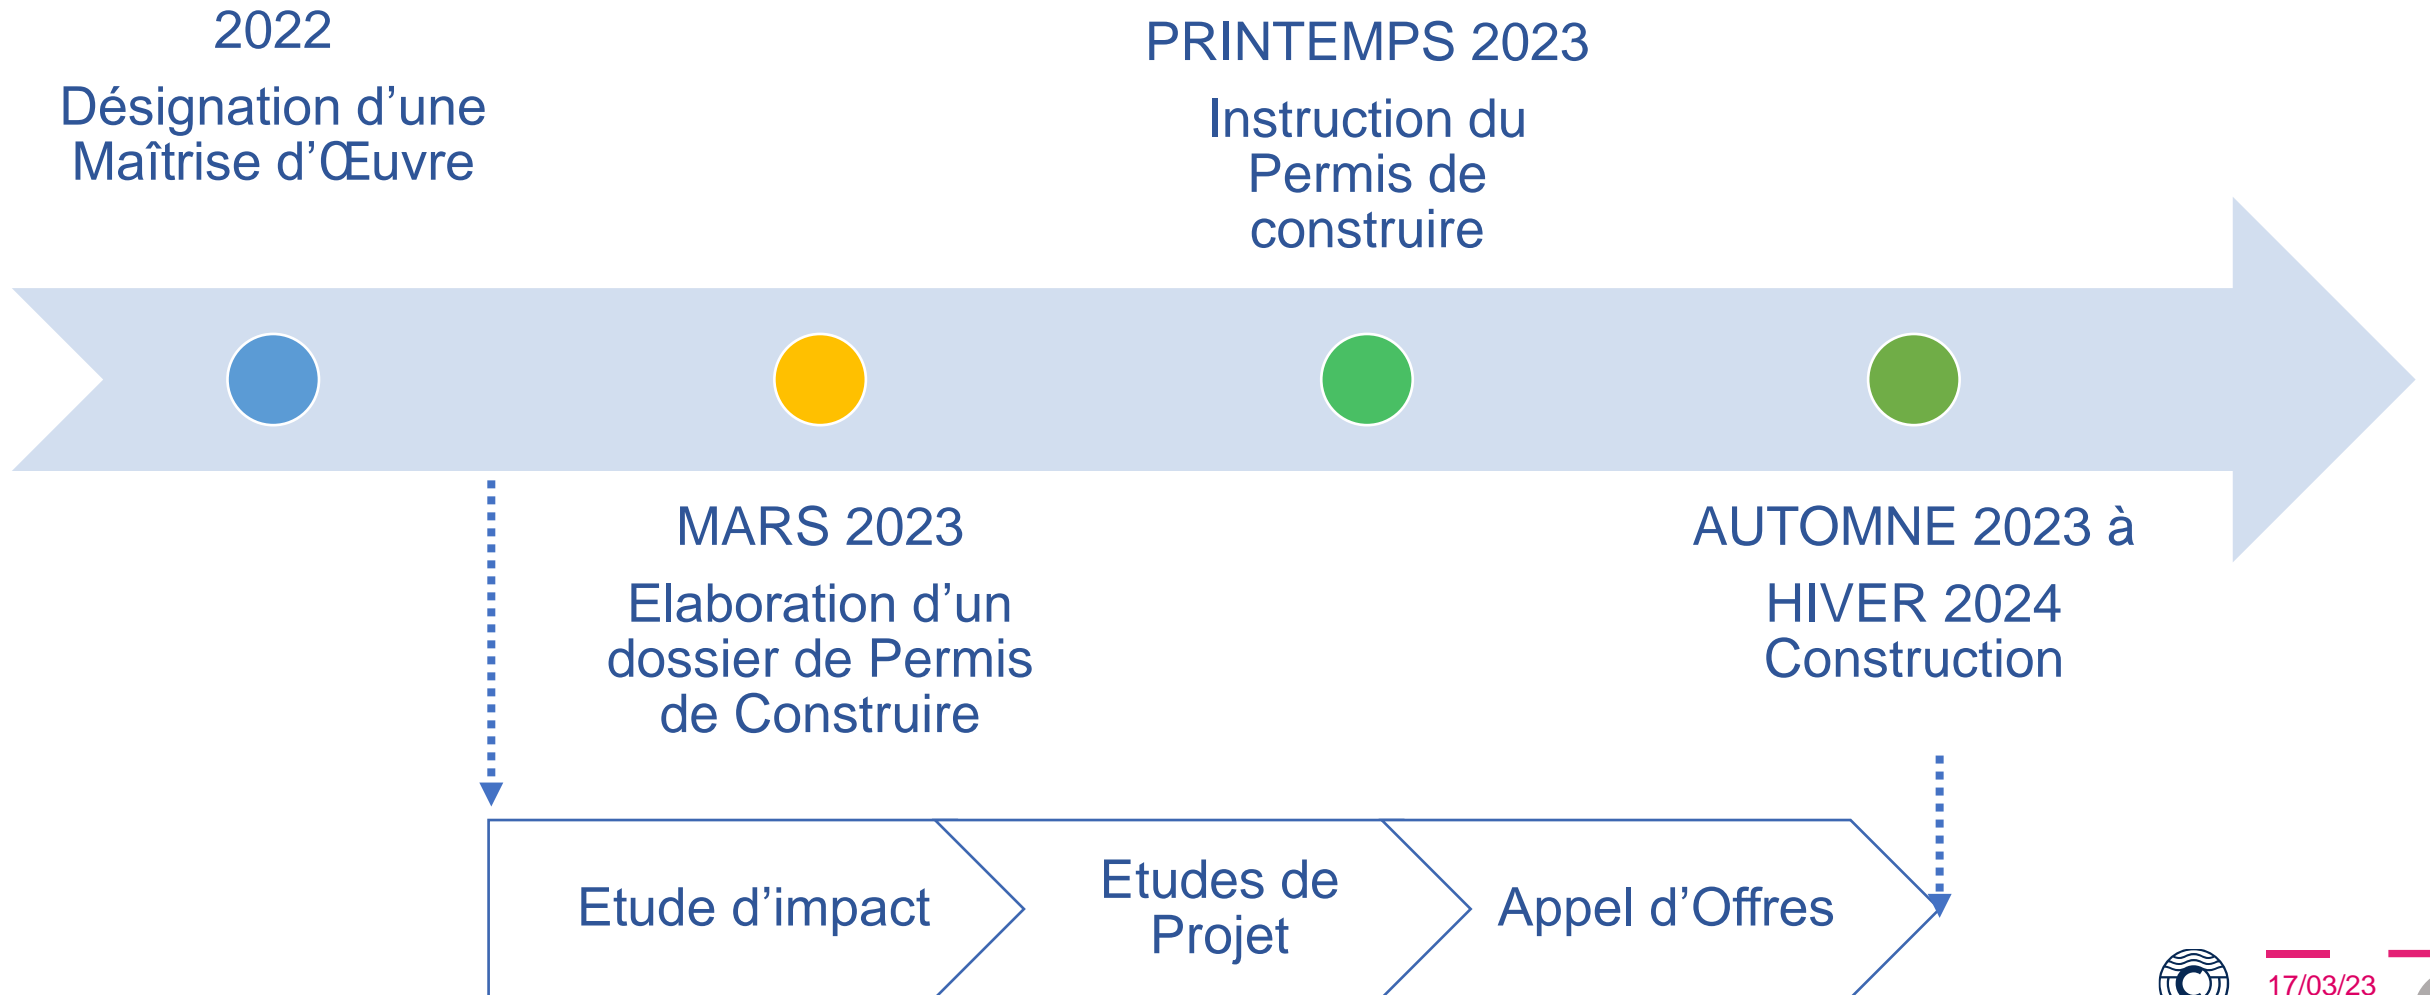 2022
Désignation d’une
Maîtrise d’Œuvre
PRINTEMPS 2023
Instruction du
Permis de
construire
MARS 2023
Elaboration d’un
dossier de Permis
de Construire
AUTOMNE 2023 à
HIVER 2024
Construction
Etude d’impact
Etudes de
Projet
Appel d’Offres
17/03/23